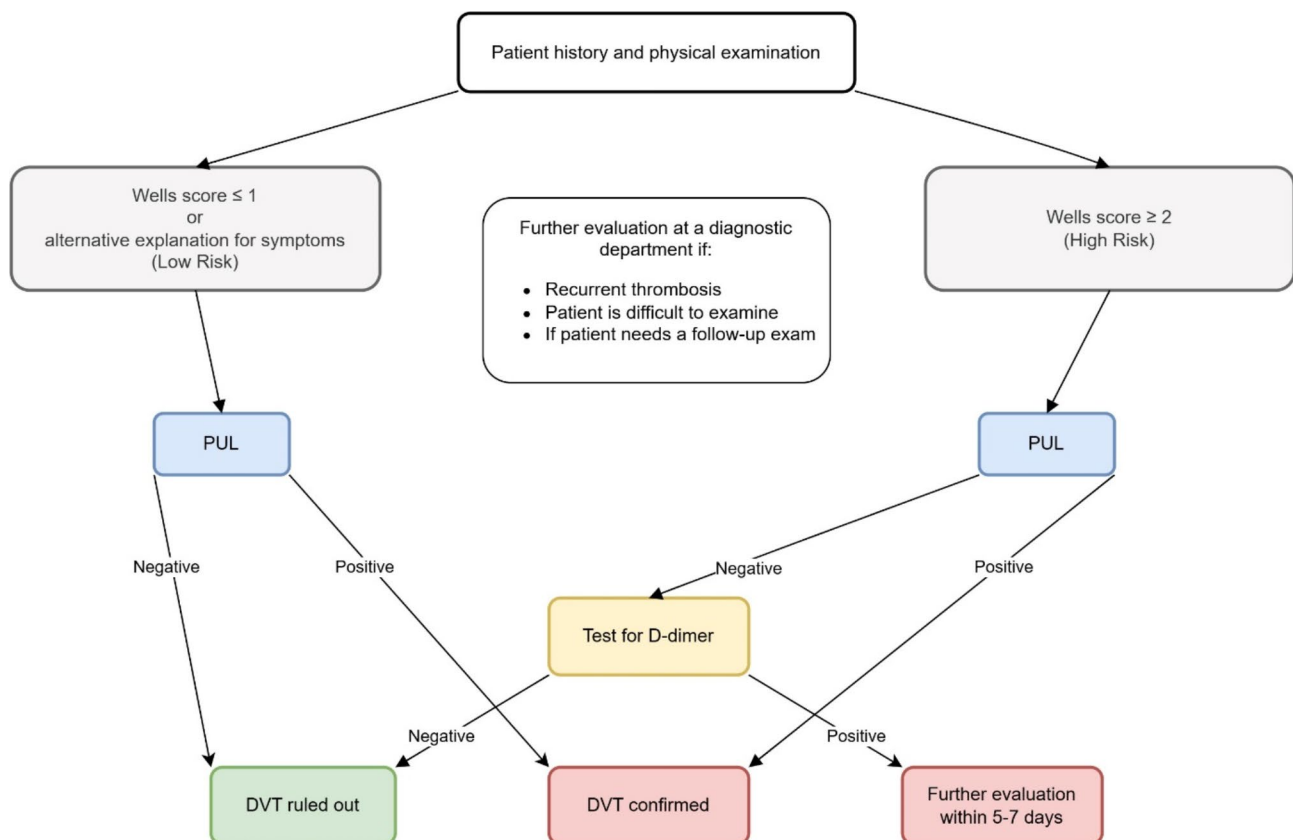 Patient history and physical examination
Wells score ≤ 1
or
alternative explanation for symptoms
(Low Risk)
Further evaluation at a diagnostic
department if:
• Recurrent thrombosis
• Patient is difficult to examine
• If patient needs a follow-up exam
Wells score ≥ 2
(High Risk)
PUL
PUL
Negative
Positive
Negative
Positive
Test for D-dimer
Negative
Positive
DVT ruled out
DVT confirmed
Further evaluation
within 5-7 days